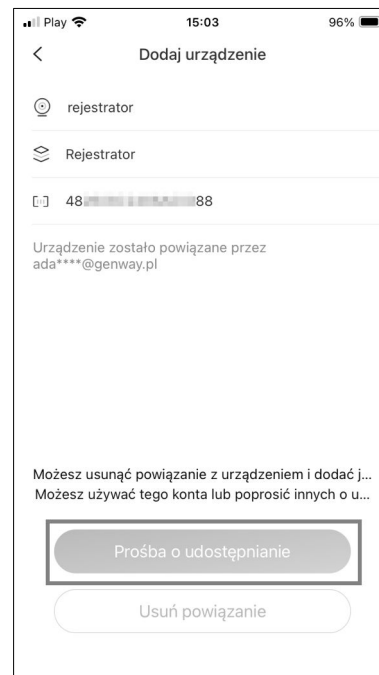 Play 15:03 96%
Dodaj urządzenie
rejestrator
Rejestrator
48 88
Urządzenie zostało powiązane przez
ada****@genway.pl
Możesz usunąć powiązanie z urządzeniem i dodać j...
Możesz używać tego konta lub poprosić innych o u...
Prośba o udostępnianie
Usuń powiązanie